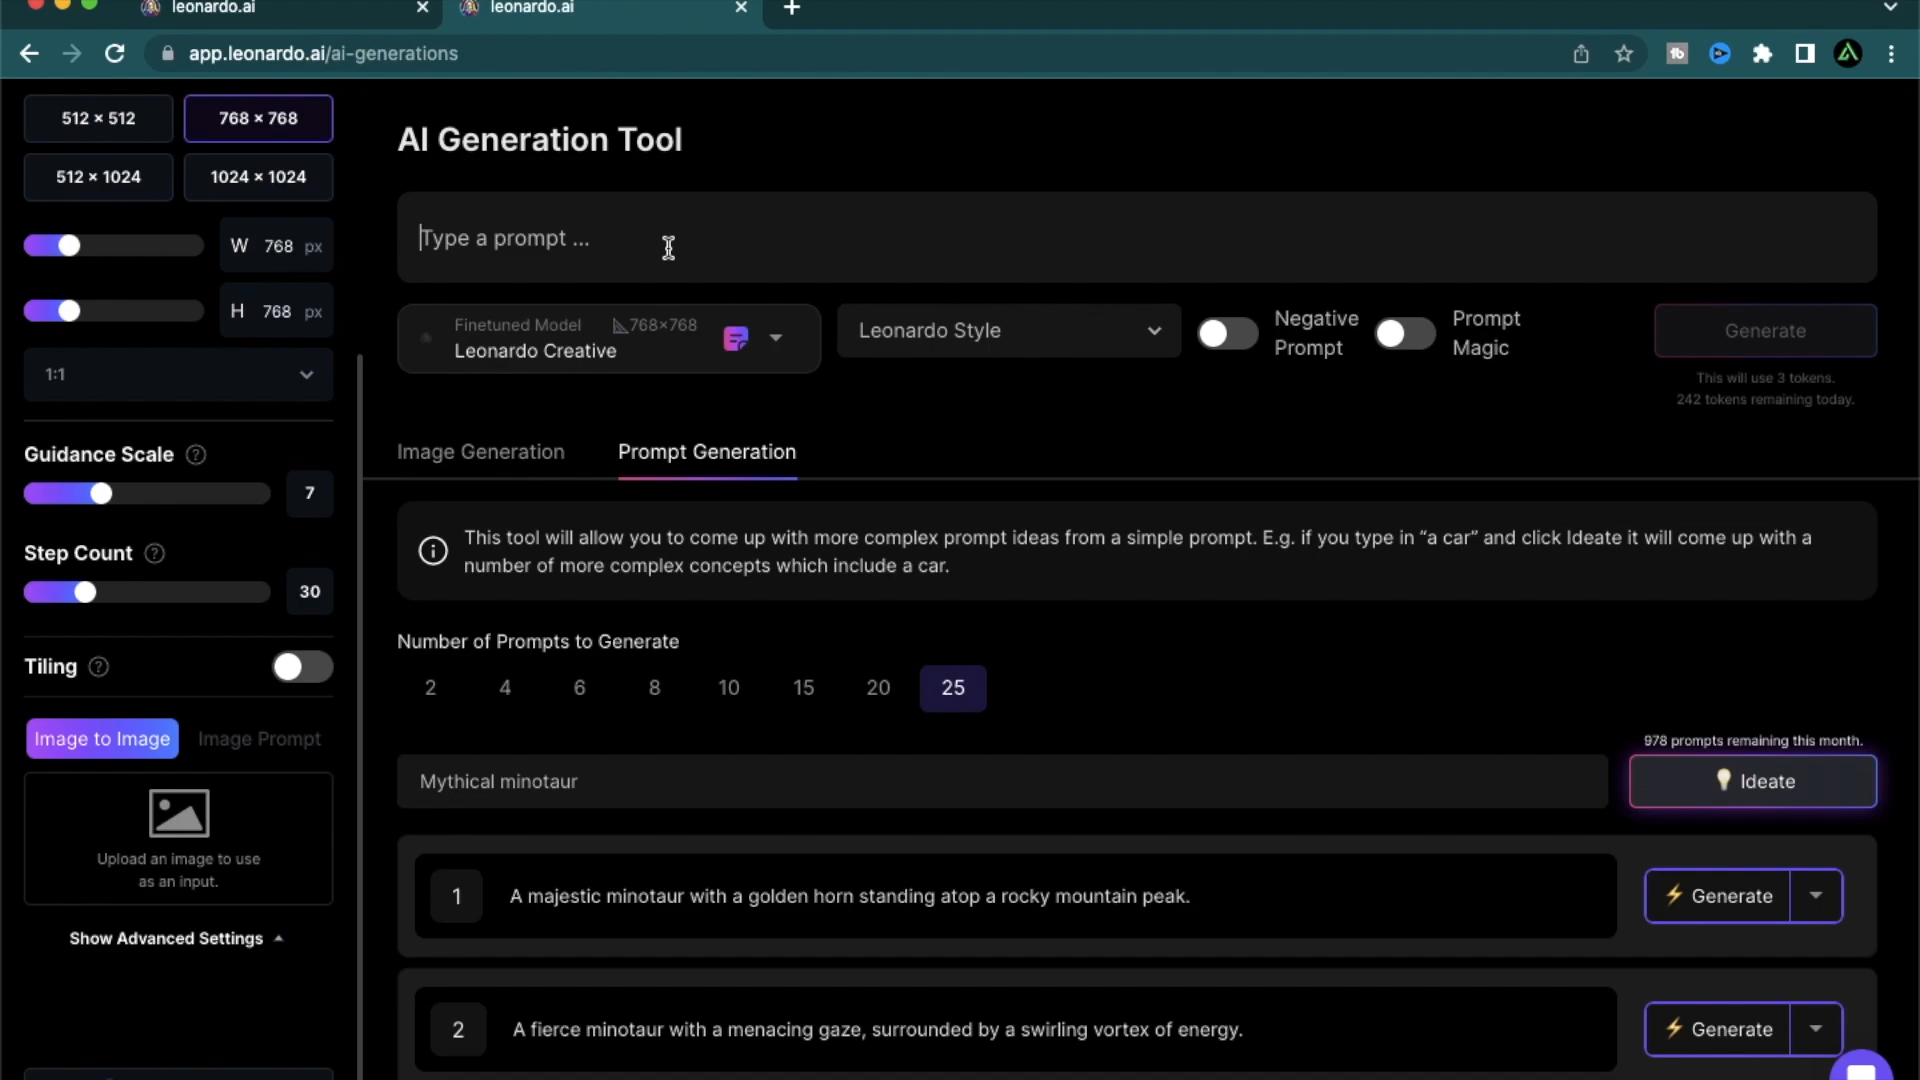 leonardo.ai
leonardo.ai
app.leonardo.ai/ai-generations
512 × 512
768 × 768
512 × 1024
1024 × 1024
W 768 px
H 768 px
1:1
Guidance Scale
7
Step Count
30
Tiling
Image to Image
Image Prompt
Upload an image to use
as an input.
Show Advanced Settings
AI Generation Tool
Type a prompt ...
Finetuned Model
768×768
Leonardo Creative
Leonardo Style
Negative
Prompt
Prompt
Magic
Generate
This will use 3 tokens.
242 tokens remaining today.
Image Generation
Prompt Generation
This tool will allow you to come up with more complex prompt ideas from a simple prompt. E.g. if you type in “a car” and click Ideate it will come up with a
number of more complex concepts which include a car.
Number of Prompts to Generate
2 4 6 8 10 15 20 25
978 prompts remaining this month.
Mythical minotaur
Ideate
1
A majestic minotaur with a golden horn standing atop a rocky mountain peak.
Generate
2
A fierce minotaur with a menacing gaze, surrounded by a swirling vortex of energy.
Generate